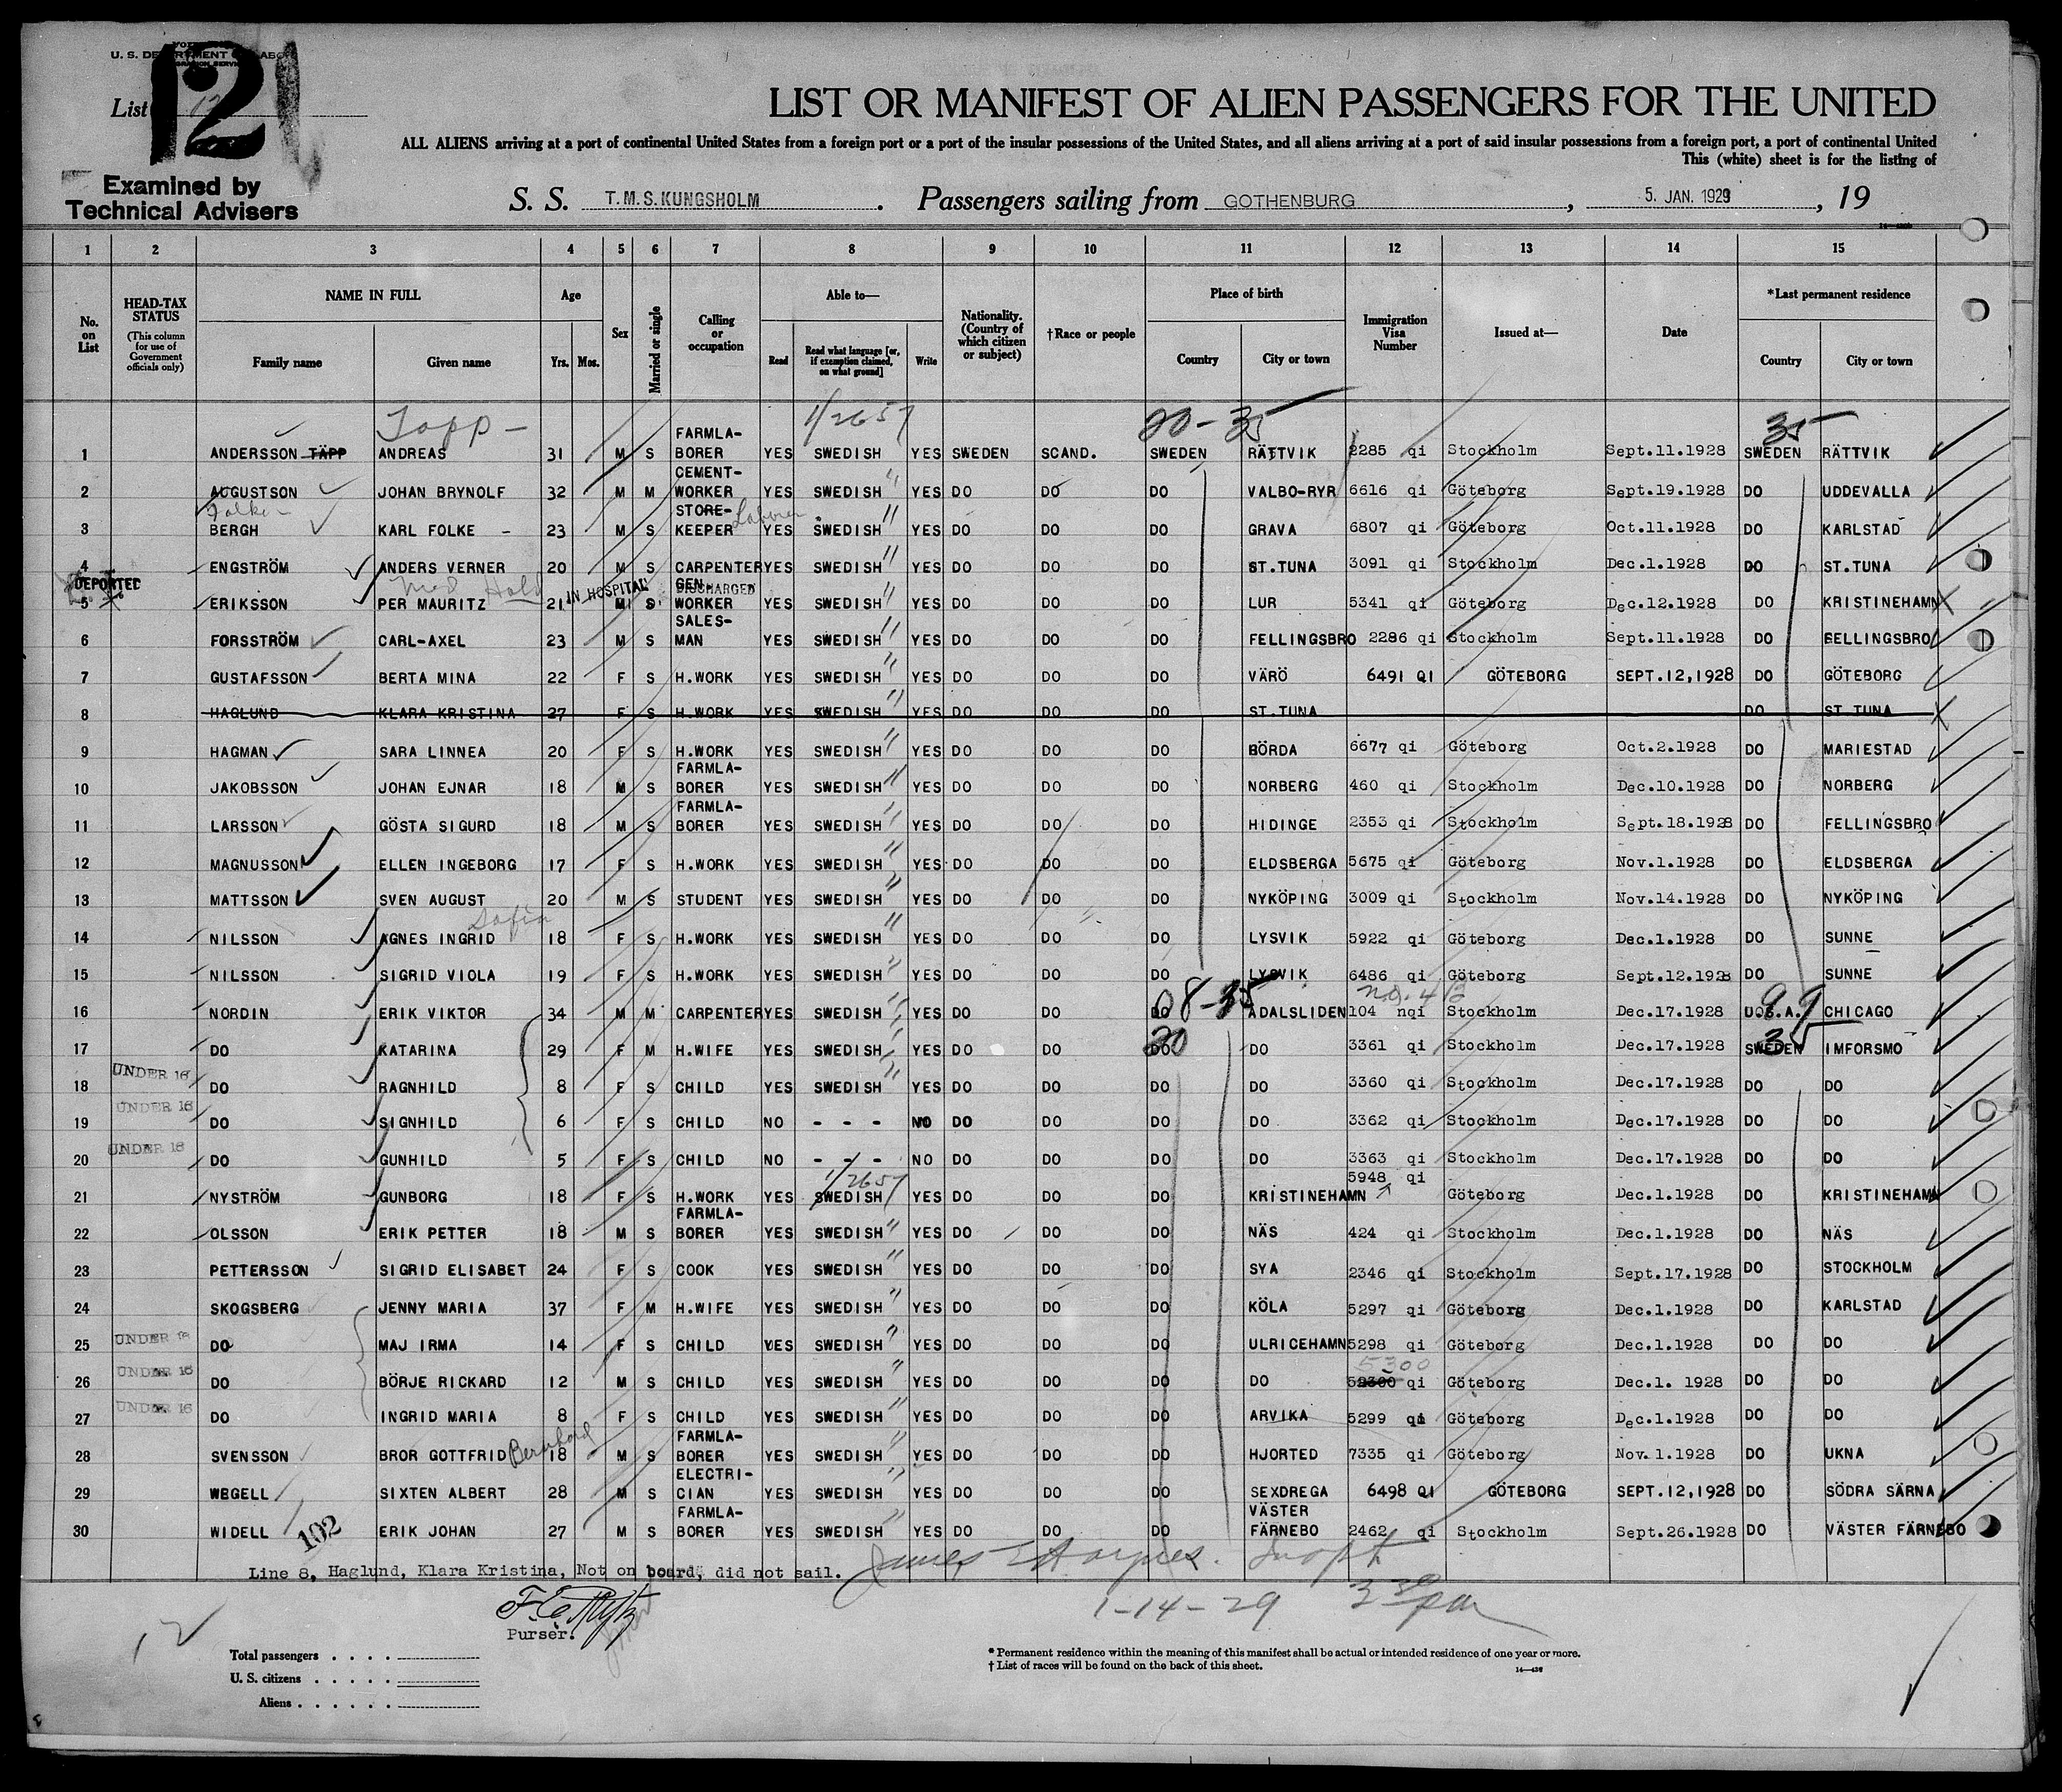 U. S. DEPARTMENT OF LABOR
List 12
12
Examined by
Technical Advisers
LIST OR MANIFEST OF ALIEN PASSENGERS FOR THE UNITED
ALL ALIENS arriving at a port of continental United States from a foreign port or a port of the insular possessions of the United States, and all aliens arriving at a port of said insular possessions from a foreign port, a port of continental United
This (white) sheet is for the listing of
S. S. T.M.S. KUNGSHOLM . Passengers sailing from GOTHENBURG , 5. JAN. 1929 , 19
1 2 3 4 5 6 7 8 9 10 11 12 13 14 15
No. on List HEAD-TAX STATUS (This column for use of Government officials only) NAME IN FULL Family name Given name Age Yrs. Mos. Sex Married or single Calling or occupation Able to— Read Read what language [or, if exemption claimed, on what ground] Write Nationality. (Country of which citizen or subject) †Race or people Place of birth Country City or town Immigration Visa Number Issued at— Date *Last permanent residence Country City or town
Topp - 1/2657 20-35 35
1 ANDERSSON TÄPP ANDREAS 31 M S FARMLA-BORER YES SWEDISH YES SWEDEN SCAND. SWEDEN RÄTTVIK 2285 qi Stockholm Sept.11.1928 SWEDEN RÄTTVIK
2 AUGUSTSON JOHAN BRYNOLF 32 M M CEMENT-WORKER YES SWEDISH " YES DO DO DO VALBO-RYR 6616 qi Göteborg Sept.19.1928 DO UDDEVALLA
Folke
3 BERGH KARL FOLKE - 23 M S STORE-KEEPER Laborer YES SWEDISH " YES DO DO DO GRAVA 6807 qi Göteborg Oct.11.1928 DO KARLSTAD
4 ENGSTRÖM ANDERS VERNER 20 M S CARPENTER YES SWEDISH " YES DO DO DO ST.TUNA 3091 qi Stockholm Dec.1.1928 DO ST.TUNA
DEPORTED Med Hold IN HOSPITAL DISCHARGED
5 ERIKSSON PER MAURITZ 21 M S GEN. WORKER YES SWEDISH " YES DO DO DO LUR 5341 qi Göteborg Dec.12.1928 DO KRISTINEHAMN
6 FORSSTRÖM CARL-AXEL 23 M S SALES-MAN YES SWEDISH " YES DO DO DO FELLINGSBRO 2286 qi Stockholm Sept.11.1928 DO FELLINGSBRO
7 GUSTAFSSON BERTA MINA 22 F S H.WORK YES SWEDISH " YES DO DO DO VÄRÖ 6491 QI GÖTEBORG SEPT.12,1928 DO GÖTEBORG
8 HAGLUND KLARA KRISTINA 27 F S H.WORK YES SWEDISH " YES DO DO DO ST.TUNA DO ST.TUNA
9 HAGMAN SARA LINNEA 20 F S H.WORK YES SWEDISH " YES DO DO DO BÖRDA 6677 qi Göteborg Oct.2.1928 DO MARIESTAD
10 JAKOBSSON JOHAN EJNAR 18 M S FARMLA-BORER YES SWEDISH " YES DO DO DO NORBERG 460 qi Stockholm Dec.10.1928 DO NORBERG
11 LARSSON GÖSTA SIGURD 18 M S FARMLA-BORER YES SWEDISH " YES DO DO DO HIDINGE 2353 qi Stockholm Sept.18.1928 DO FELLINGSBRO
12 MAGNUSSON ELLEN INGEBORG 17 F S H.WORK YES SWEDISH " YES DO DO DO ELDSBERGA 5675 qi Göteborg Nov.1.1928 DO ELDSBERGA
13 MATTSSON SVEN AUGUST 20 M S STUDENT YES SWEDISH " YES DO DO DO NYKÖPING 3009 qi Stockholm Nov.14.1928 DO NYKÖPING
Sofia
14 NILSSON AGNES INGRID 18 F S H.WORK YES SWEDISH " YES DO DO DO LYSVIK 5922 qi Göteborg Dec.1.1928 DO SUNNE
15 NILSSON SIGRID VIOLA 19 F S H.WORK YES SWEDISH " YES DO DO DO LYSVIK 6486 qi Göteborg Sept.12.1928 DO SUNNE
08-35 99
16 NORDIN ERIK VIKTOR 34 M M CARPENTER YES SWEDISH " YES DO DO DO ADALSLIDEN 104 nqi Stockholm Dec.17.1928 U.S.A. CHICAGO
20 35
17 DO KATARINA 29 F M H.WIFE YES SWEDISH " YES DO DO DO DO 3361 qi Stockholm Dec.17.1928 SWEDEN IMFORSMO
18 UNDER 16 DO RAGNHILD 8 F S CHILD YES SWEDISH " YES DO DO DO DO 3360 qi Stockholm Dec.17.1928 DO DO
19 UNDER 16 DO SIGNHILD 6 F S CHILD NO - - - NO DO DO DO DO 3362 qi Stockholm Dec.17.1928 DO DO
20 UNDER 16 DO GUNHILD 5 F S CHILD NO - - - NO DO DO DO DO 3363 qi Stockholm Dec.17.1928 DO DO
1/2657
21 NYSTRÖM GUNBORG 18 F S H.WORK YES SWEDISH YES DO DO DO KRISTINEHAMN 5948 qi Göteborg Dec.1.1928 DO KRISTINEHAMN
22 OLSSON ERIK PETTER 18 M S FARMLA-BORER YES SWEDISH " YES DO DO DO NÄS 424 qi Stockholm Dec.1.1928 DO NÄS
23 PETTERSSON SIGRID ELISABET 24 F S COOK YES SWEDISH " YES DO DO DO SYA 2346 qi Stockholm Sept.17.1928 DO STOCKHOLM
24 SKOGSBERG JENNY MARIA 37 F M H.WIFE YES SWEDISH " YES DO DO DO KÖLA 5297 qi Göteborg Dec.1.1928 DO KARLSTAD
25 UNDER 16 DO MAJ IRMA 14 F S CHILD YES SWEDISH " YES DO DO DO ULRICEHAMN 5298 qi Göteborg Dec.1.1928 DO DO
5300
26 UNDER 16 DO BÖRJE RICKARD 12 M S CHILD YES SWEDISH " YES DO DO DO DO 52300 qi Göteborg Dec.1. 1928 DO DO
27 UNDER 16 DO INGRID MARIA 8 F S CHILD YES SWEDISH " YES DO DO DO ARVIKA 5299 qi Göteborg Dec.1.1928 DO DO
28 SVENSSON BROR GOTTFRID Bernhard 18 M S FARMLA-BORER YES SWEDISH " YES DO DO DO HJORTED 7335 qi Göteborg Nov.1.1928 DO UKNA
29 WEGELL SIXTEN ALBERT 28 M S ELECTRI-CIAN YES SWEDISH " YES DO DO DO SEXDREGA 6498 QI GÖTEBORG SEPT.12,1928 DO SÖDRA SÄRNA
30 WIDELL 102 ERIK JOHAN 27 M S FARMLA-BORER YES SWEDISH " YES DO DO DO VÄSTER FÄRNEBO 2462 qi Stockholm Sept.26.1928 DO VÄSTER FÄRNEBO
Line 8, Haglund, Klara Kristina, Not on board, did not sail.
James
1-14-29 3 30 pm
Purser.
12
Total passengers . . . .
U. S. citizens . . . . .
Aliens . . . . . .
* Permanent residence within the meaning of this manifest shall be actual or intended residence of one year or more.
† List of races will be found on the back of this sheet.
14—436